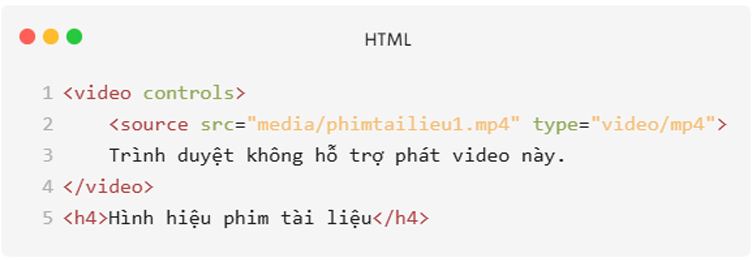 HTML
1 <video controls>
2 <source src="media/phimtailieu1.mp4" type="video/mp4">
3 Trình duyệt không hỗ trợ phát video này.
4 </video>
5 <h4>Hình hiệu phim tài liệu</h4>